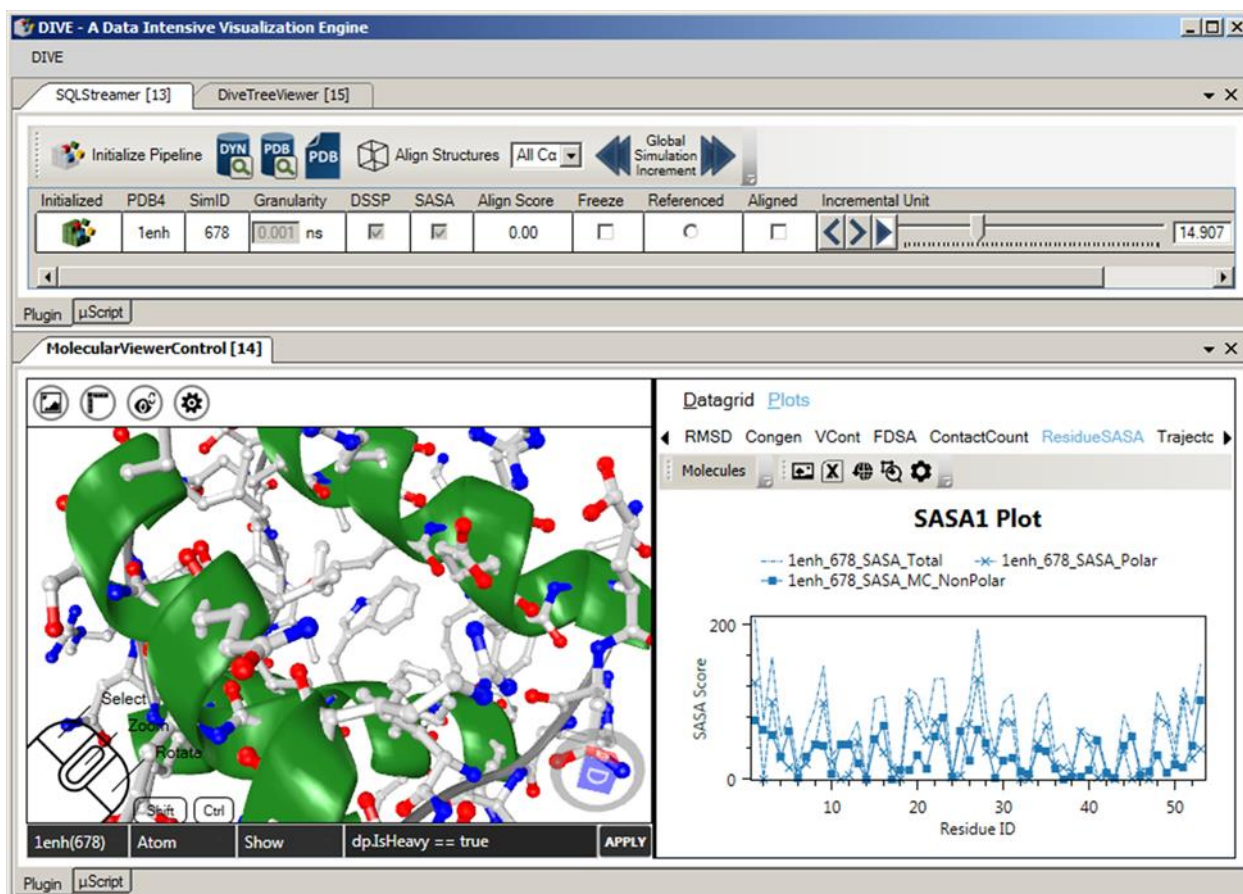 DIVE - A Data Intensive Visualization Engine
DIVE
SQLStreamer [13] DiveTreeViewer [15]
Initialize Pipeline DYN PDB PDB Align Structures All Cα Global
Simulation
Increment
Initialized PDB4 SimID Granularity DSSP SASA Align Score Freeze Referenced Aligned Incremental Unit
1enh 678 0.001 ns 0.00 14.907
Plugin µScript
MolecularViewerControl [14]
Select
Zoom
Rotate
Shift Ctrl
D
1enh(678) Atom Show dp.IsHeavy == true APPLY
Datagrid Plots
RMSD Congen VCont FDSA ContactCount ResidueSASA Trajectc
Molecules
SASA1 Plot
1enh_678_SASA_Total 1enh_678_SASA_Polar
1enh_678_SASA_MC_NonPolar
200
SASA Score
0
10 20 30 40 50
Residue ID
Plugin µScript